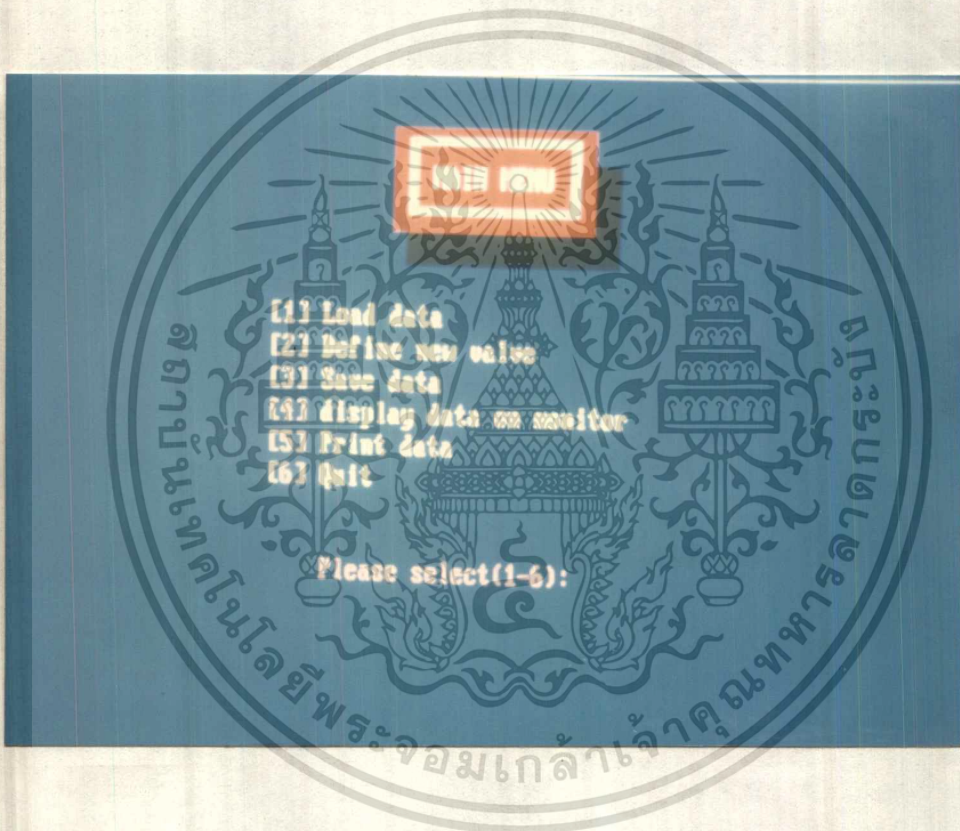 [1] Load data
[2] Define new value
[3] Save data
[4] display data on monitor
[5] Print data
[6] Quit
Please select(1-6):
สถาบันเทคโนโลยีพระจอมเกล้าเจ้าคุณทหารลาดกระบัง